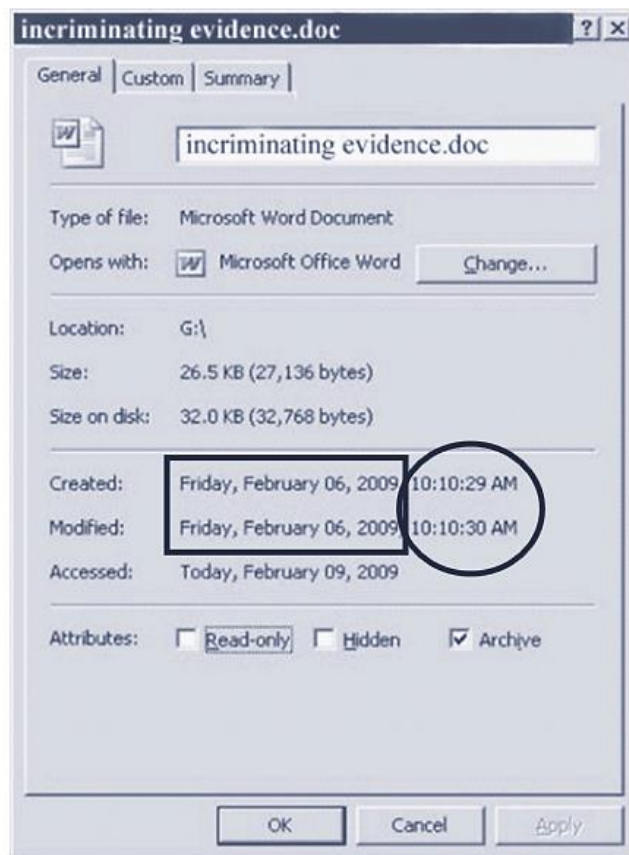 incriminating evidence.doc
General Custom Summary
incriminating evidence.doc
Type of file: Microsoft Word Document
Opens with: Microsoft Office Word Change...
Location: G:\
Size: 26.5 KB (27,136 bytes)
Size on disk: 32.0 KB (32,768 bytes)
Created: Friday, February 06, 2009, 10:10:29 AM
Modified: Friday, February 06, 2009, 10:10:30 AM
Accessed: Today, February 09, 2009
Attributes: Read-only Hidden Archive
OK Cancel Apply